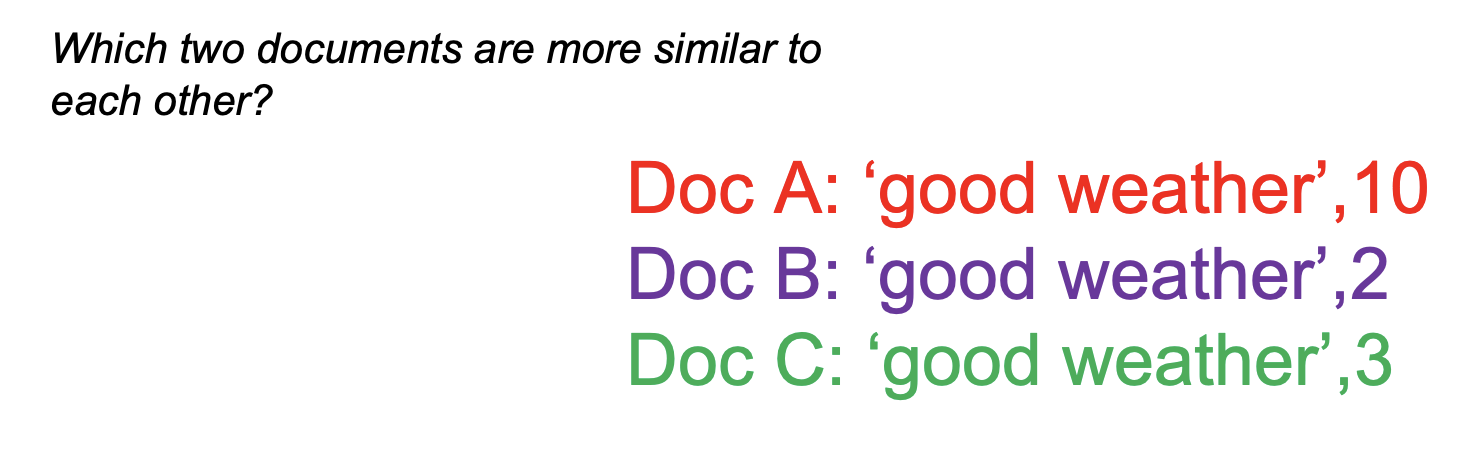 Which two documents are more similar to
each other?
Doc A: ‘good weather’,10
Doc B: ‘good weather’,2
Doc C: ‘good weather’,3